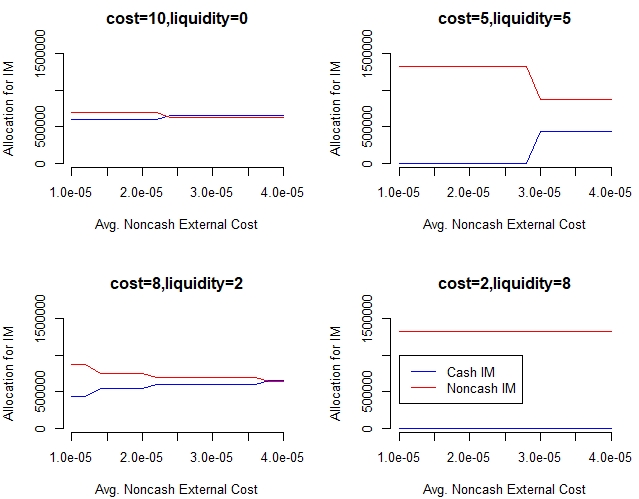 cost=10,liquidity=0
Allocation for IM
0 500000 1500000
1.0e-05 2.0e-05 3.0e-05 4.0e-05
Avg. Noncash External Cost
cost=5,liquidity=5
Allocation for IM
0 500000 1500000
1.0e-05 2.0e-05 3.0e-05 4.0e-05
Avg. Noncash External Cost
cost=8,liquidity=2
Allocation for IM
0 500000 1500000
1.0e-05 2.0e-05 3.0e-05 4.0e-05
Avg. Noncash External Cost
cost=2,liquidity=8
Allocation for IM
0 500000 1500000
Cash IM
Noncash IM
1.0e-05 2.0e-05 3.0e-05 4.0e-05
Avg. Noncash External Cost